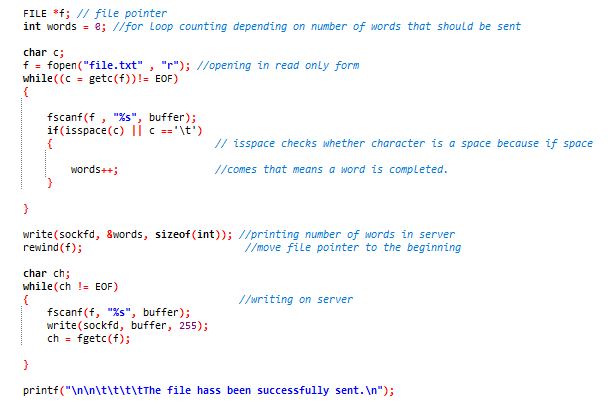 FILE *f; // file pointer
int words = 0; //for loop counting depending on number of words that should be sent
char c;
f = fopen("file.txt" , "r"); //opening in read only form
while((c = getc(f))!= EOF)
{
fscanf(f , "%s", buffer);
if(isspace(c) || c =='\t')
{ // isspace checks whether character is a space because if space
words++; //comes that means a word is completed.
}
}
write(sockfd, &words, sizeof(int)); //printing number of words in server
rewind(f); //move file pointer to the beginning
char ch;
while(ch != EOF)
{ //writing on server
fscanf(f, "%s", buffer);
write(sockfd, buffer, 255);
ch = fgetc(f);
}
printf("\n\n\t\t\t\tThe file hass been successfully sent.\n");